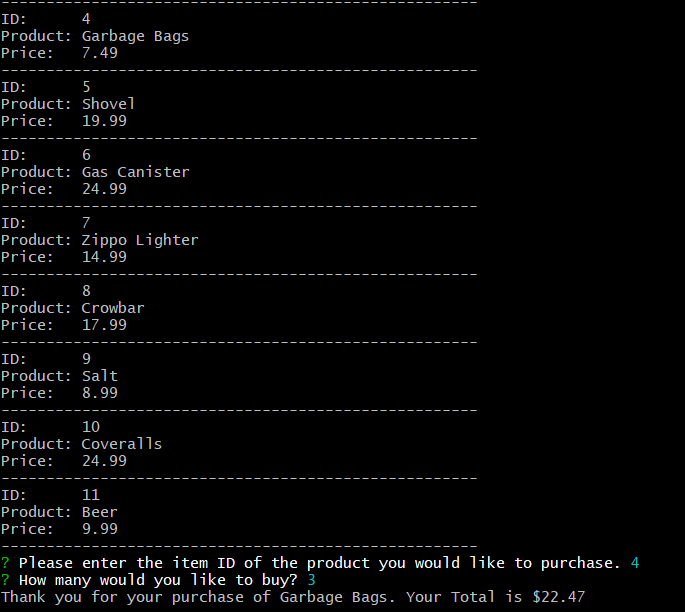 -----------------------------------------------------
ID:      4
Product: Garbage Bags
Price:   7.49
-----------------------------------------------------
ID:      5
Product: Shovel
Price:   19.99
-----------------------------------------------------
ID:      6
Product: Gas Canister
Price:   24.99
-----------------------------------------------------
ID:      7
Product: Zippo Lighter
Price:   14.99
-----------------------------------------------------
ID:      8
Product: Crowbar
Price:   17.99
-----------------------------------------------------
ID:      9
Product: Salt
Price:   8.99
-----------------------------------------------------
ID:      10
Product: Coveralls
Price:   24.99
-----------------------------------------------------
ID:      11
Product: Beer
Price:   9.99
-----------------------------------------------------
? Please enter the item ID of the product you would like to purchase. 4
? How many would you like to buy? 3
Thank you for your purchase of Garbage Bags. Your Total is $22.47